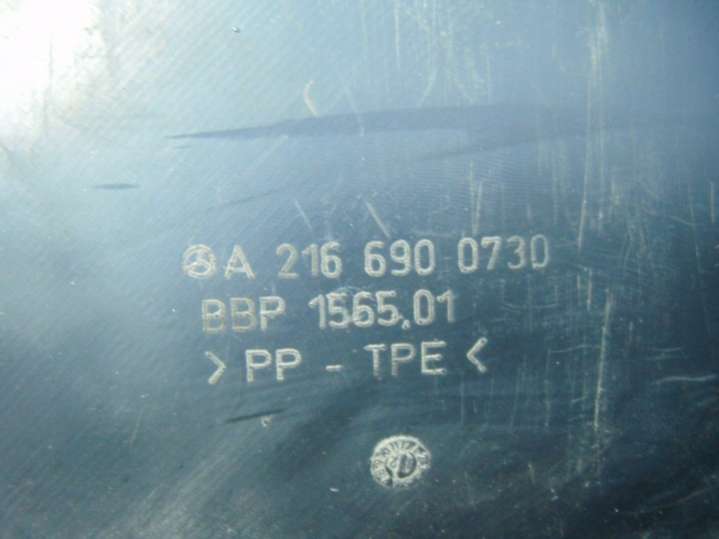 A 216 690 0730
BBP 1565.01
> PP - TPE <